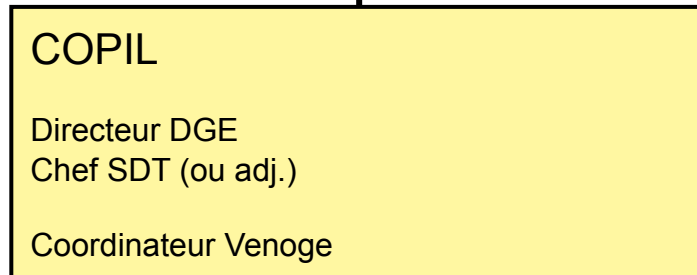 COPIL
Directeur DGE
Chef SDT (ou adj.)
Coordinateur Venoge